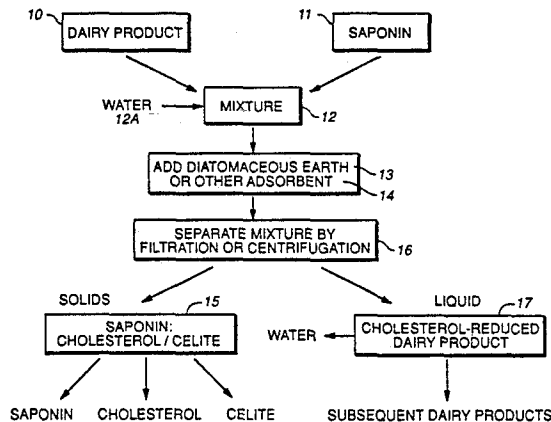 10
DAIRY PRODUCT
11
SAPONIN
WATER
12A
MIXTURE
12
ADD DIATOMACEOUS EARTH
OR OTHER ADSORBENT
13
14
SEPARATE MIXTURE BY
FILTRATION OR CENTRIFUGATION
16
SOLIDS
15
SAPONIN:
CHOLESTEROL / CELITE
LIQUID
17
WATER
CHOLESTEROL-REDUCED
DAIRY PRODUCT
SAPONIN
CHOLESTEROL
CELITE
SUBSEQUENT DAIRY PRODUCTS